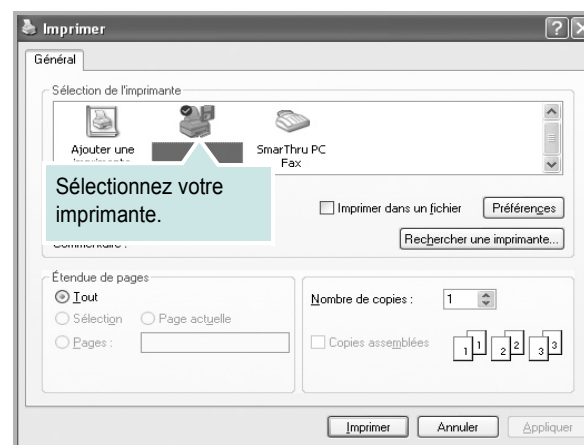 Imprimer
Général
Sélection de l'imprimante
Ajouter une
SmarThru PC
Fax
Sélectionnez votre
imprimante.
Imprimer dans un fichier
Préférences
Rechercher une imprimante...
Étendue de pages
Tout
Sélection
Page actuelle
Pages :
Nombre de copies :
1
Copies assemblées
1 1 2 2 3 3
Imprimer
Annuler
Appliquer